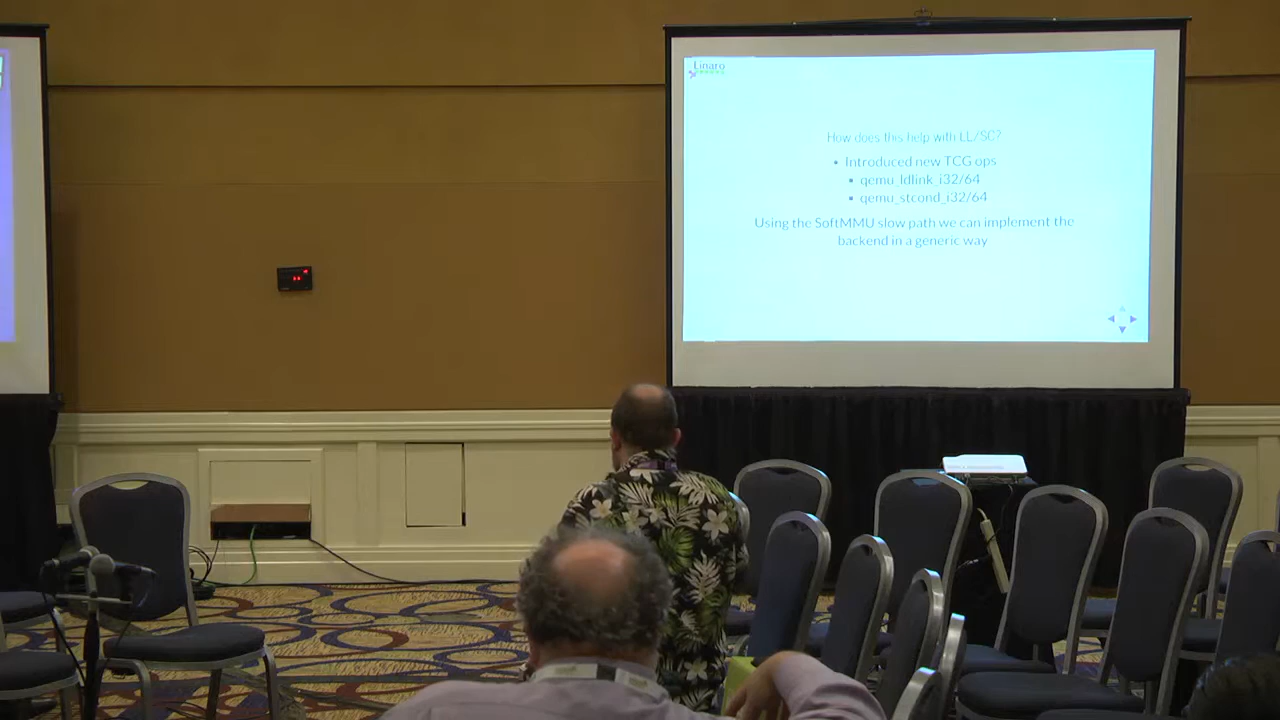 Linaro
How does this help with LL/SC?
Introduced new TCG ops
qemu_ldlink_i32/64
qemu_stcond_i32/64
Using the SoftMMU slow path we can implement the
backend in a generic way